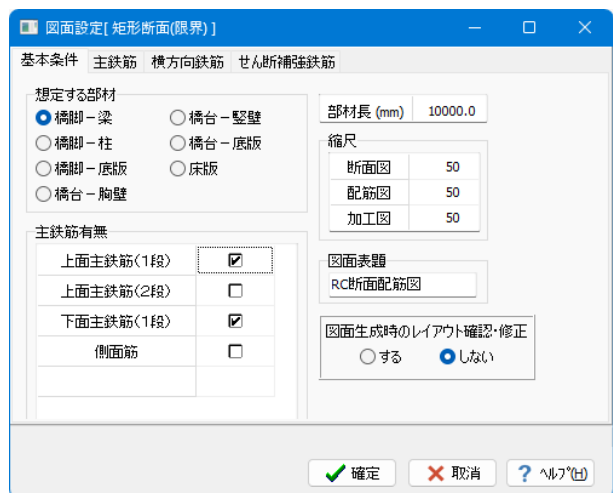 図面設定[ 矩形断面(限界) ]
基本条件 主鉄筋 横方向鉄筋 せん断補強鉄筋
想定する部材
橋脚－梁 橋台－竪壁
橋脚－柱 橋台－底版
橋脚－底版 床版
橋台－胸壁
主鉄筋有無
上面主鉄筋(1段)
上面主鉄筋(2段)
下面主鉄筋(1段)
側面筋
部材長 (mm) 10000.0
縮尺
断面図 50
配筋図 50
加工図 50
図面表題
RC断面配筋図
図面生成時のレイアウト確認・修正
する しない
確定 取消 ヘルプ(H)